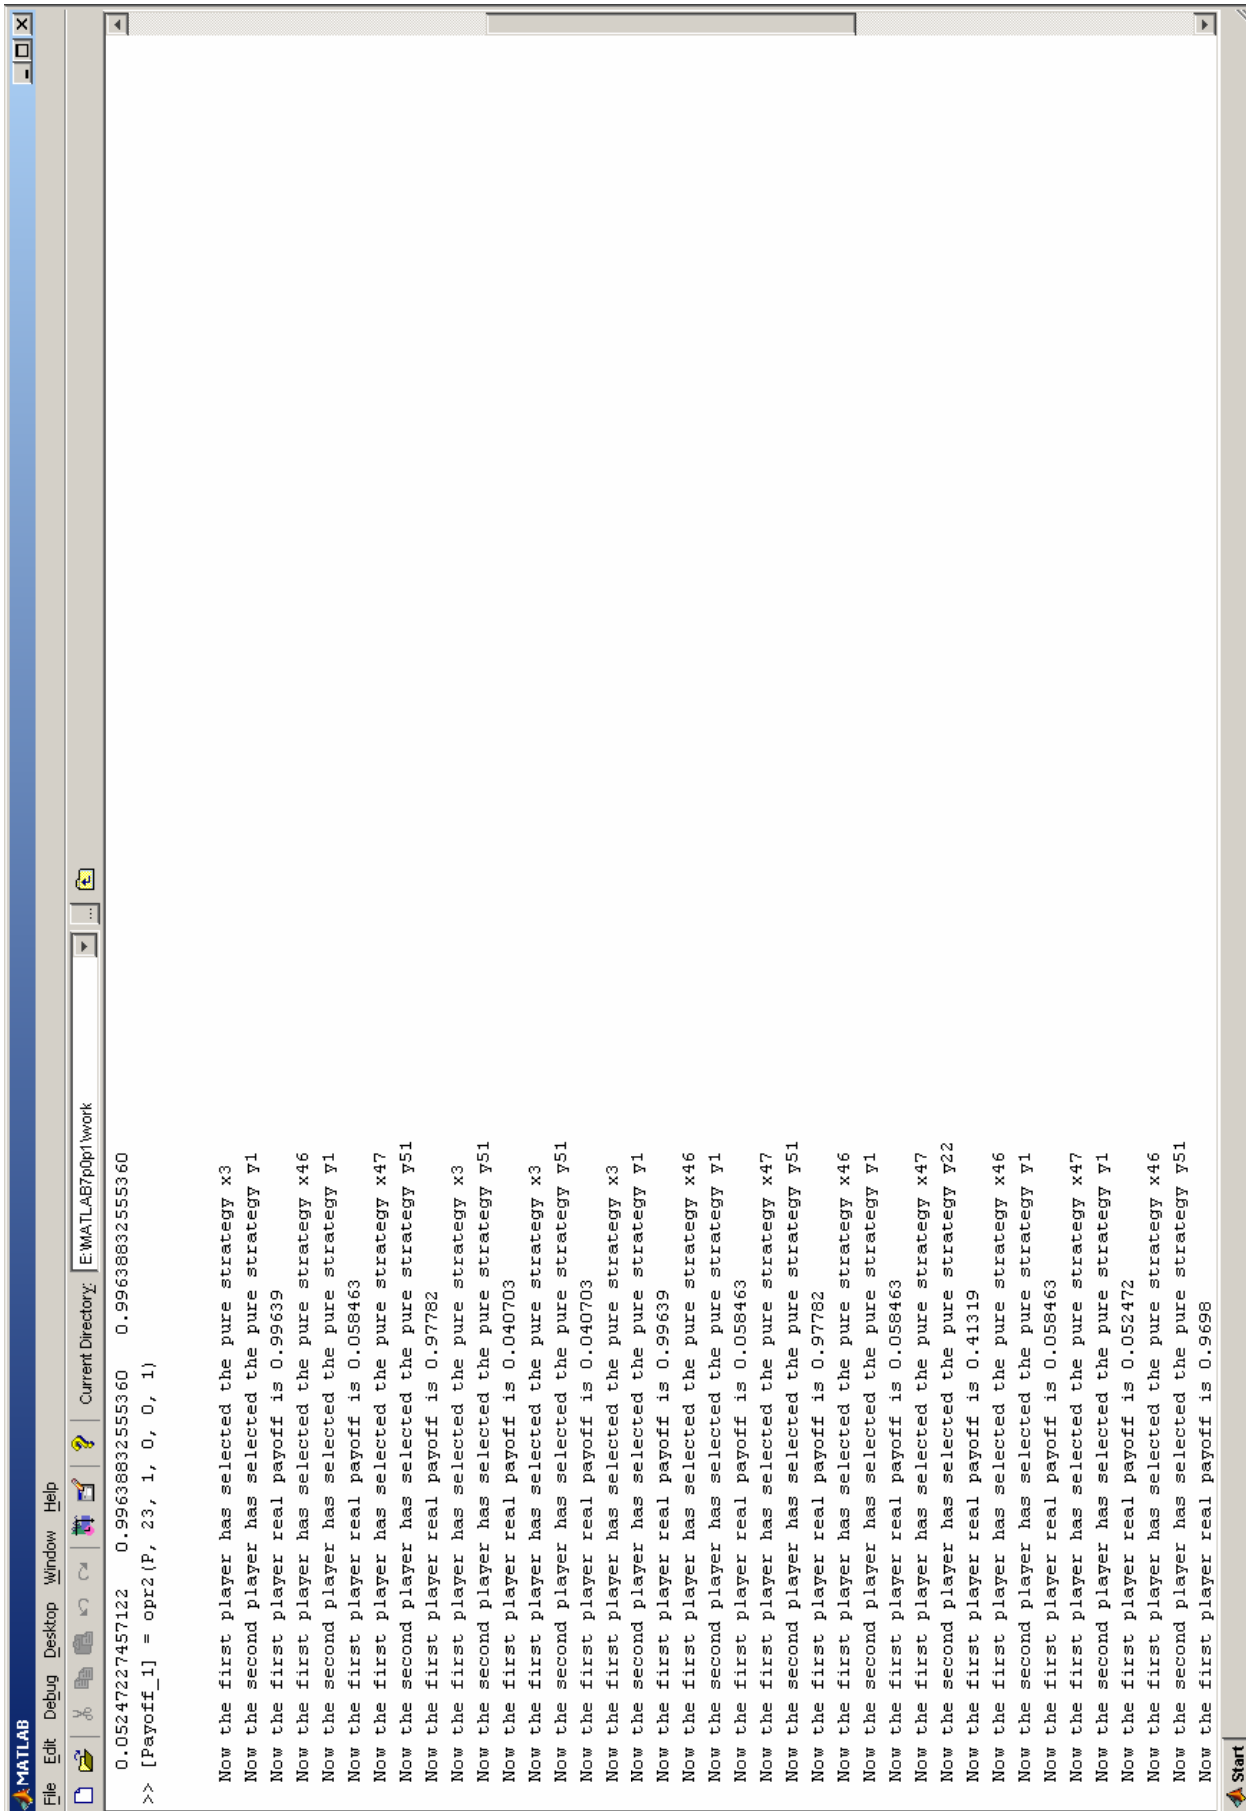 MATLAB
File Edit Debug Desktop Window Help
Current Directory: E:\MATLAB7p0p1\work ...
0.05247227457122 0.996388325553​60 0.99638832555360
>> [Payoff_1] = opr2(P, 23, 1, 0, 0, 1)
Now the first player has selected the pure strategy x3
Now the second player has selected the pure strategy y1
Now the first player real payoff is 0.99639
Now the first player has selected the pure strategy x46
Now the second player has selected the pure strategy y1
Now the first player real payoff is 0.058463
Now the first player has selected the pure strategy x47
Now the second player has selected the pure strategy y51
Now the first player real payoff is 0.97782
Now the first player has selected the pure strategy x3
Now the second player has selected the pure strategy y51
Now the first player real payoff is 0.040703
Now the first player has selected the pure strategy x3
Now the second player has selected the pure strategy y51
Now the first player real payoff is 0.040703
Now the first player has selected the pure strategy x3
Now the second player has selected the pure strategy y1
Now the first player real payoff is 0.99639
Now the first player has selected the pure strategy x46
Now the second player has selected the pure strategy y1
Now the first player real payoff is 0.058463
Now the first player has selected the pure strategy x47
Now the second player has selected the pure strategy y51
Now the first player real payoff is 0.97782
Now the first player has selected the pure strategy x46
Now the second player has selected the pure strategy y1
Now the first player real payoff is 0.058463
Now the first player has selected the pure strategy x47
Now the second player has selected the pure strategy y22
Now the first player real payoff is 0.41319
Now the first player has selected the pure strategy x46
Now the second player has selected the pure strategy y1
Now the first player real payoff is 0.058463
Now the first player has selected the pure strategy x47
Now the second player has selected the pure strategy y1
Now the first player real payoff is 0.052472
Now the first player has selected the pure strategy x46
Now the second player has selected the pure strategy y51
Now the first player real payoff is 0.9698
Start